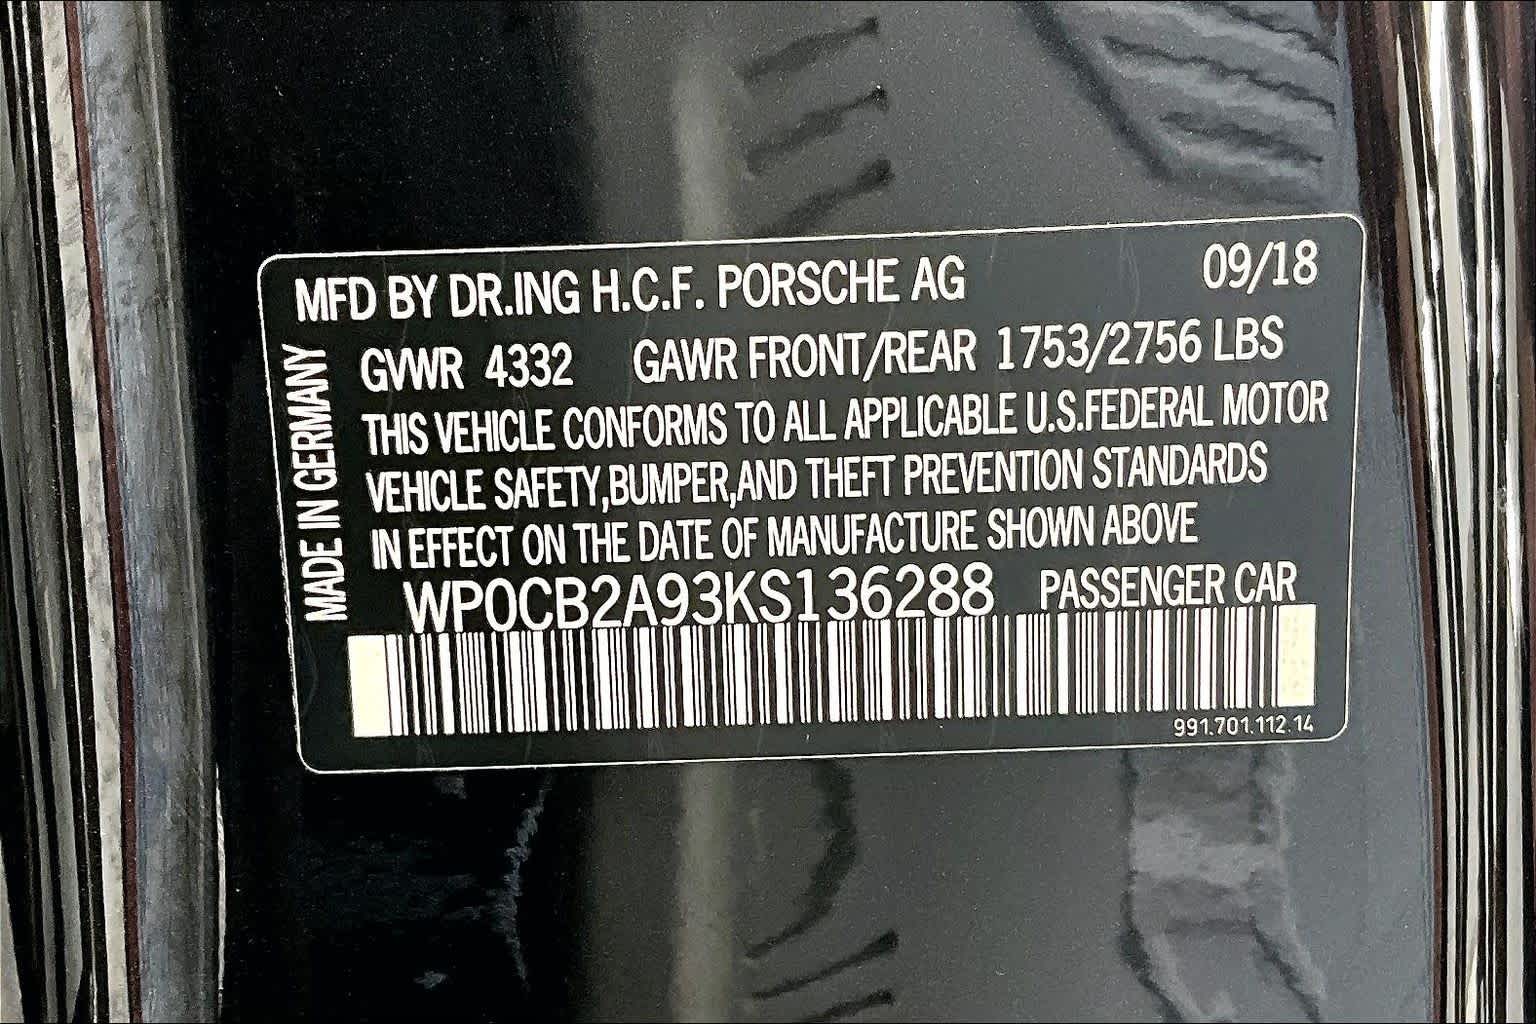 MFD BY DR.ING H.C.F. PORSCHE AG 09/18
GVWR 4332 GAWR FRONT/REAR 1753/2756 LBS
THIS VEHICLE CONFORMS TO ALL APPLICABLE U.S.FEDERAL MOTOR
VEHICLE SAFETY,BUMPER,AND THEFT PREVENTION STANDARDS
IN EFFECT ON THE DATE OF MANUFACTURE SHOWN ABOVE
WP0CB2A93KS136288 PASSENGER CAR
991.701.112.14
MADE IN GERMANY